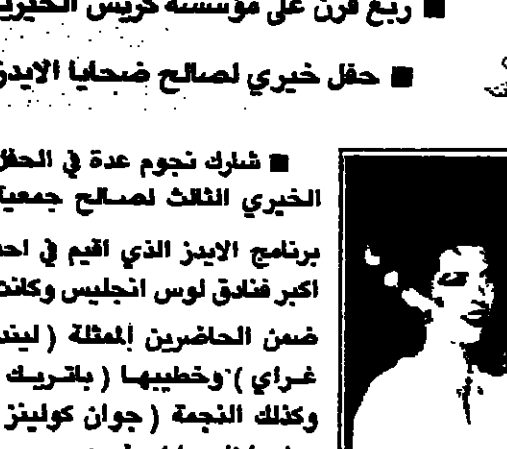 ■ ربع قرن على مؤسسة كريس الخيرية
■ حفل خيري لصالح ضحايا الايدز
■ شارك نجوم عدة في الحفل
الخيري الثالث لصالح جمعية
برنامج الايدز الذي اقيم في احد
اكبر فنادق لوس انجليس وكانت
ضمن الحاضرين الممثلة ( ليندا
غراي ) وخطيبها ( باتريك
وكذلك النجمة ( جوان كولينز